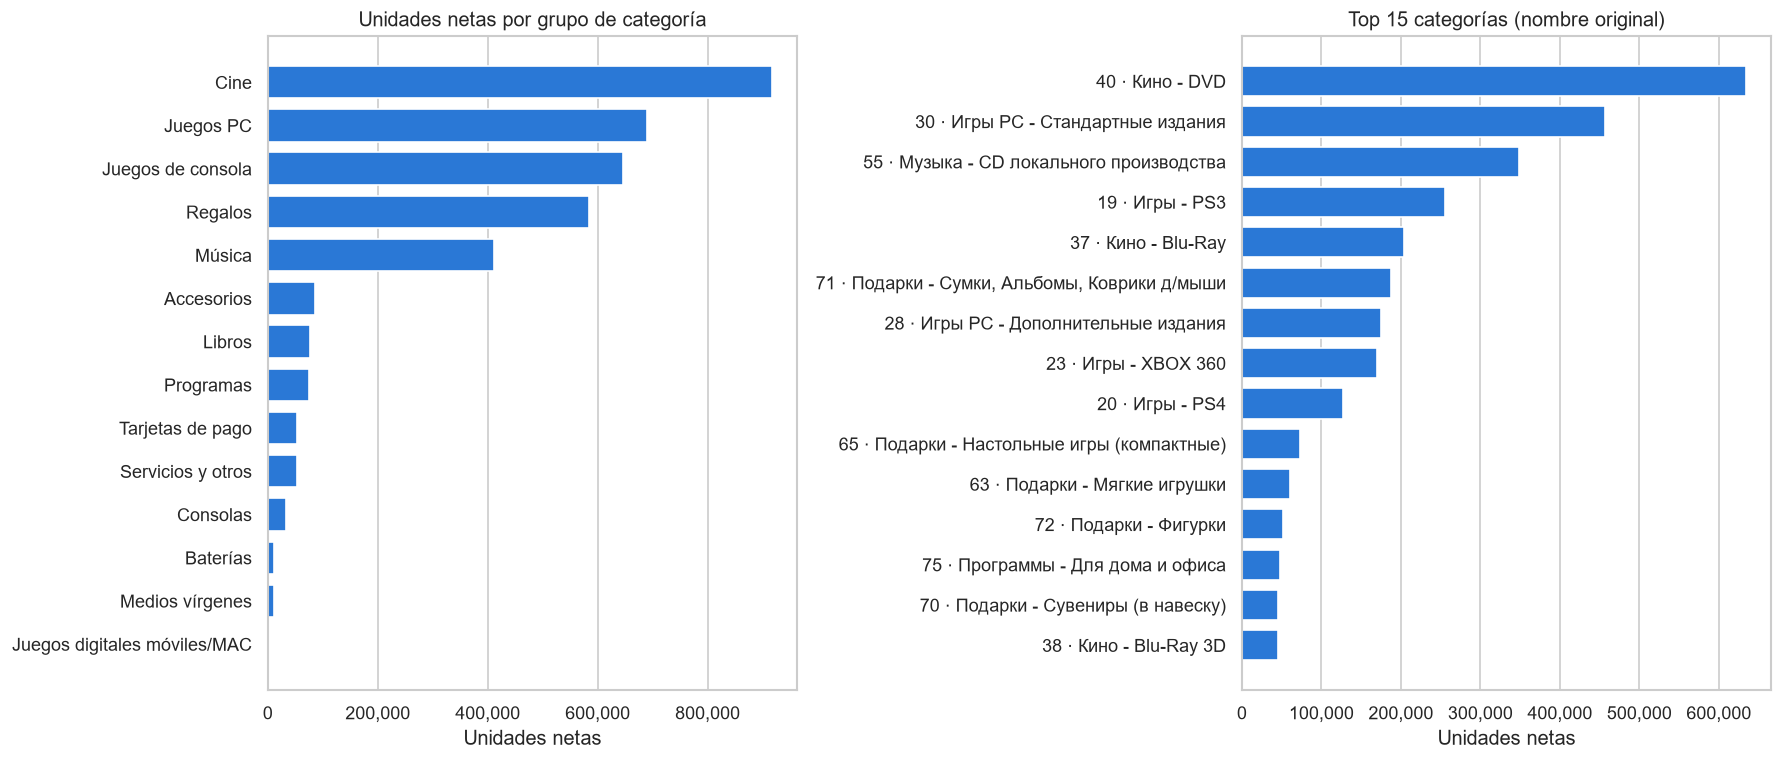 Unidades netas por grupo de categoría
Cine
Juegos PC
Juegos de consola
Regalos
Música
Accesorios
Libros
Programas
Tarjetas de pago
Servicios y otros
Consolas
Baterías
Medios vírgenes
Juegos digitales móviles/MAC
0 200,000 400,000 600,000 800,000
Unidades netas
Top 15 categorías (nombre original)
40 · Кино - DVD
30 · Игры PC - Стандартные издания
55 · Музыка - CD локального производства
19 · Игры - PS3
37 · Кино - Blu-Ray
71 · Подарки - Сумки, Альбомы, Коврики д/мыши
28 · Игры PC - Дополнительные издания
23 · Игры - XBOX 360
20 · Игры - PS4
65 · Подарки - Настольные игры (компактные)
63 · Подарки - Мягкие игрушки
72 · Подарки - Фигурки
75 · Программы - Для дома и офиса
70 · Подарки - Сувениры (в навеску)
38 · Кино - Blu-Ray 3D
0 100,000 200,000 300,000 400,000 500,000 600,000
Unidades netas